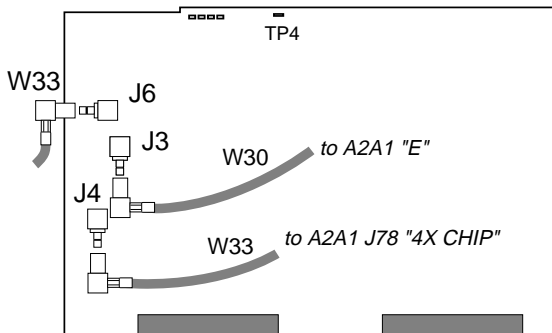 TP4
W33
J6
J3
to A2A1 "E"
W30
J4
to A2A1 J78 "4X CHIP"
W33